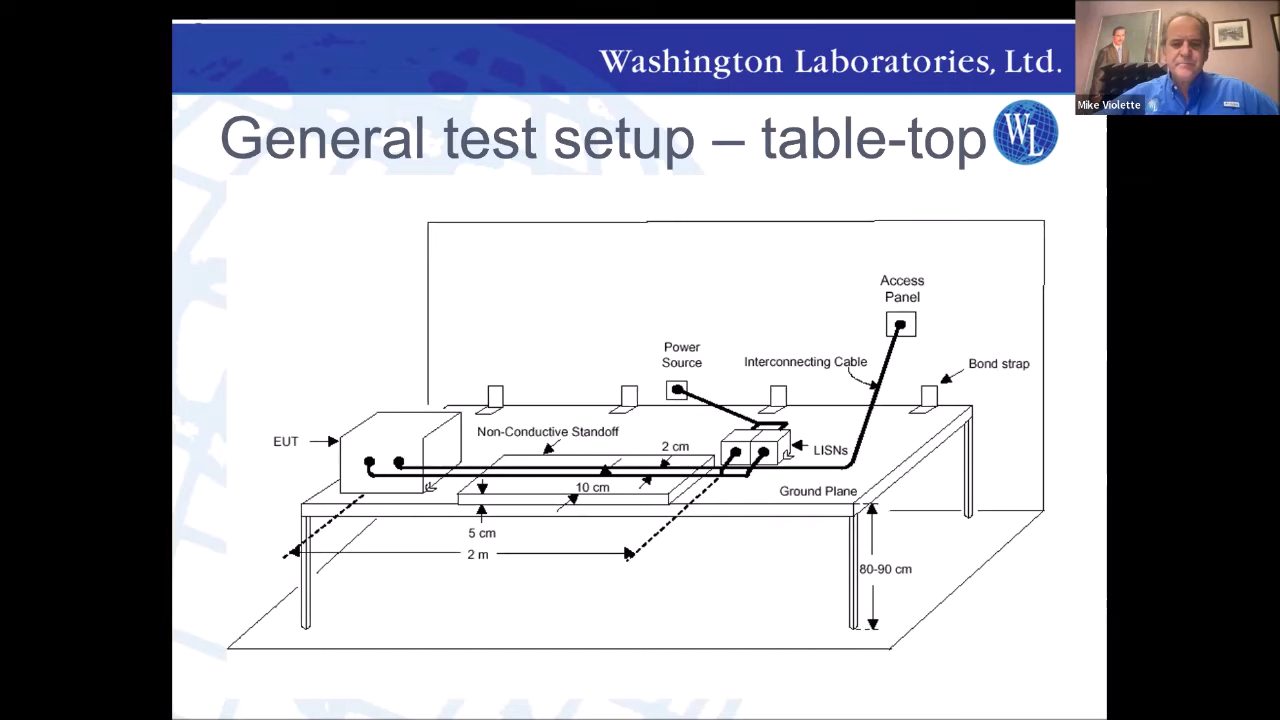 Washington Laboratories, Ltd.
Mike Violette
General test setup – table-top
WL
Access
Panel
Power
Source
Interconnecting Cable
Bond strap
EUT
Non-Conductive Standoff
2 cm
LISNs
10 cm
Ground Plane
5 cm
2 m
80-90 cm